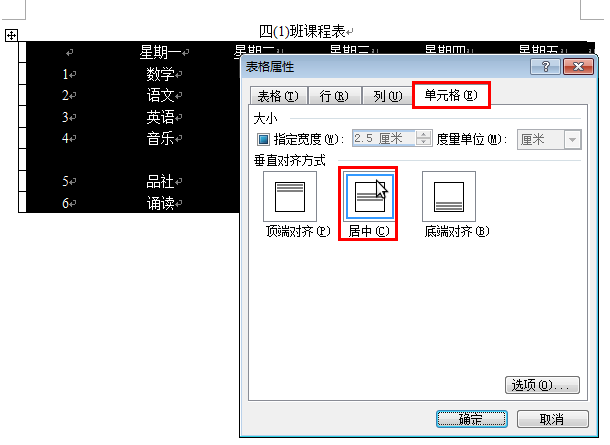 四(1)班课程表
星期一 星期二 星期三 星期四 星期五
1 数学
2 语文
3 英语
4 音乐
5 品社
6 诵读
表格属性
表格(T) 行(R) 列(U) 单元格(E)
大小
指定宽度(W): 2.5 厘米 度量单位(M): 厘米
垂直对齐方式
顶端对齐(P) 居中(C) 底端对齐(B)
选项(O)...
确定 取消